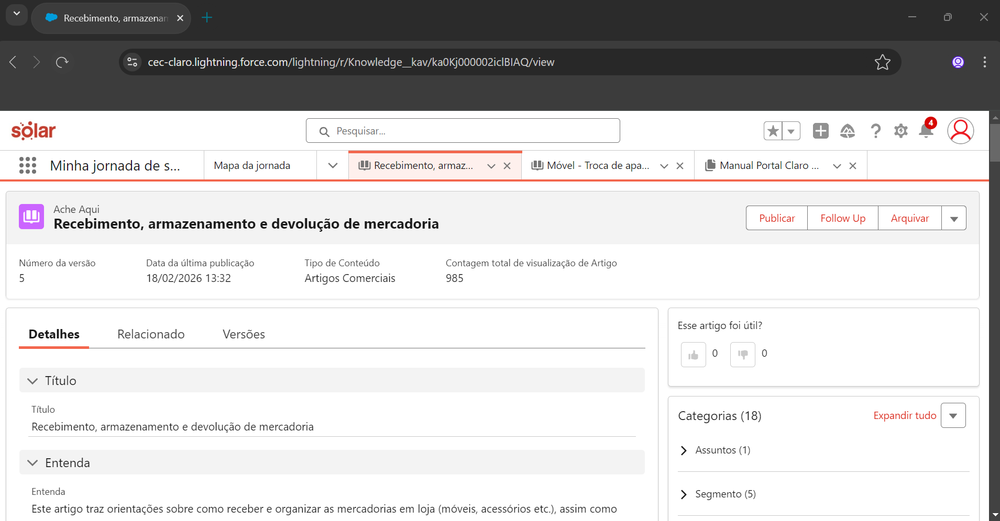 Recebimento, armazenan
cec-claro.lightning.force.com/lightning/r/Knowledge__kav/ka0Kj000002iclBIAQ/view
solar
Pesquisar...
4
Minha jornada de s...
Mapa da jornada
Recebimento, armaz...
Móvel - Troca de apa...
Manual Portal Claro ...
Ache Aqui
Recebimento, armazenamento e devolução de mercadoria
Publicar
Follow Up
Arquivar
Número da versão
5
Data da última publicação
18/02/2026 13:32
Tipo de Conteúdo
Artigos Comerciais
Contagem total de visualização de Artigo
985
Detalhes
Relacionado
Versões
Título
Título
Recebimento, armazenamento e devolução de mercadoria
Entenda
Entenda
Este artigo traz orientações sobre como receber e organizar as mercadorias em loja (móveis, acessórios etc.), assim como
Esse artigo foi útil?
0
0
Categorias (18)
Expandir tudo
Assuntos (1)
Segmento (5)